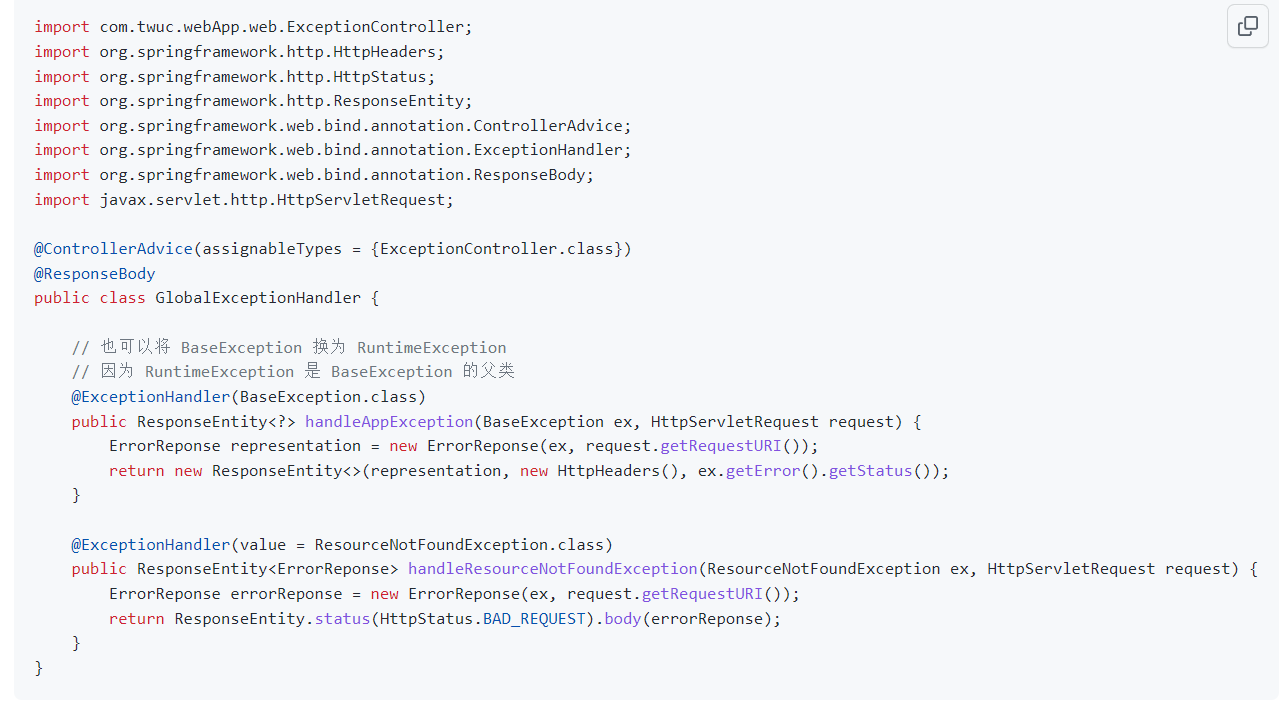 import com.twuc.webApp.web.ExceptionController;
import org.springframework.http.HttpHeaders;
import org.springframework.http.HttpStatus;
import org.springframework.http.ResponseEntity;
import org.springframework.web.bind.annotation.ControllerAdvice;
import org.springframework.web.bind.annotation.ExceptionHandler;
import org.springframework.web.bind.annotation.ResponseBody;
import javax.servlet.http.HttpServletRequest;

@ControllerAdvice(assignableTypes = {ExceptionController.class})
@ResponseBody
public class GlobalExceptionHandler {

    // 也可以将 BaseException 换为 RuntimeException
    // 因为 RuntimeException 是 BaseException 的父类
    @ExceptionHandler(BaseException.class)
    public ResponseEntity<?> handleAppException(BaseException ex, HttpServletRequest request) {
        ErrorReponse representation = new ErrorReponse(ex, request.getRequestURI());
        return new ResponseEntity<>(representation, new HttpHeaders(), ex.getError().getStatus());
    }

    @ExceptionHandler(value = ResourceNotFoundException.class)
    public ResponseEntity<ErrorReponse> handleResourceNotFoundException(ResourceNotFoundException ex, HttpServletRequest request) {
        ErrorReponse errorReponse = new ErrorReponse(ex, request.getRequestURI());
        return ResponseEntity.status(HttpStatus.BAD_REQUEST).body(errorReponse);
    }
}